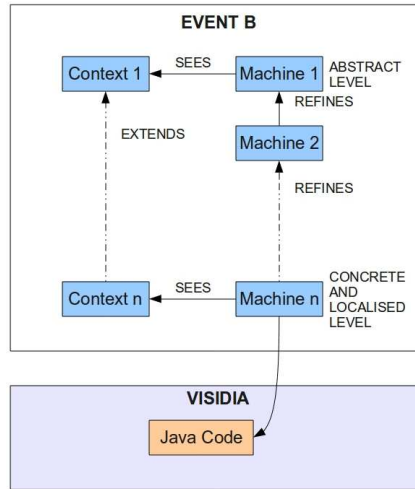 EVENT B
Context 1
SEES
Machine 1
ABSTRACT
LEVEL
REFINES
EXTENDS
Machine 2
REFINES
Context n
SEES
Machine n
CONCRETE
AND
LOCALISED
LEVEL
VISIDIA
Java Code